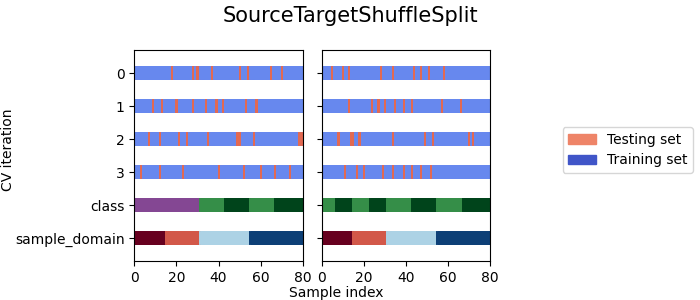 SourceTargetShuffleSplit
CV iteration
0
1
2
3
class
sample_domain
0 20 40 60 80
0 20 40 60 80
Sample index
Testing set
Training set